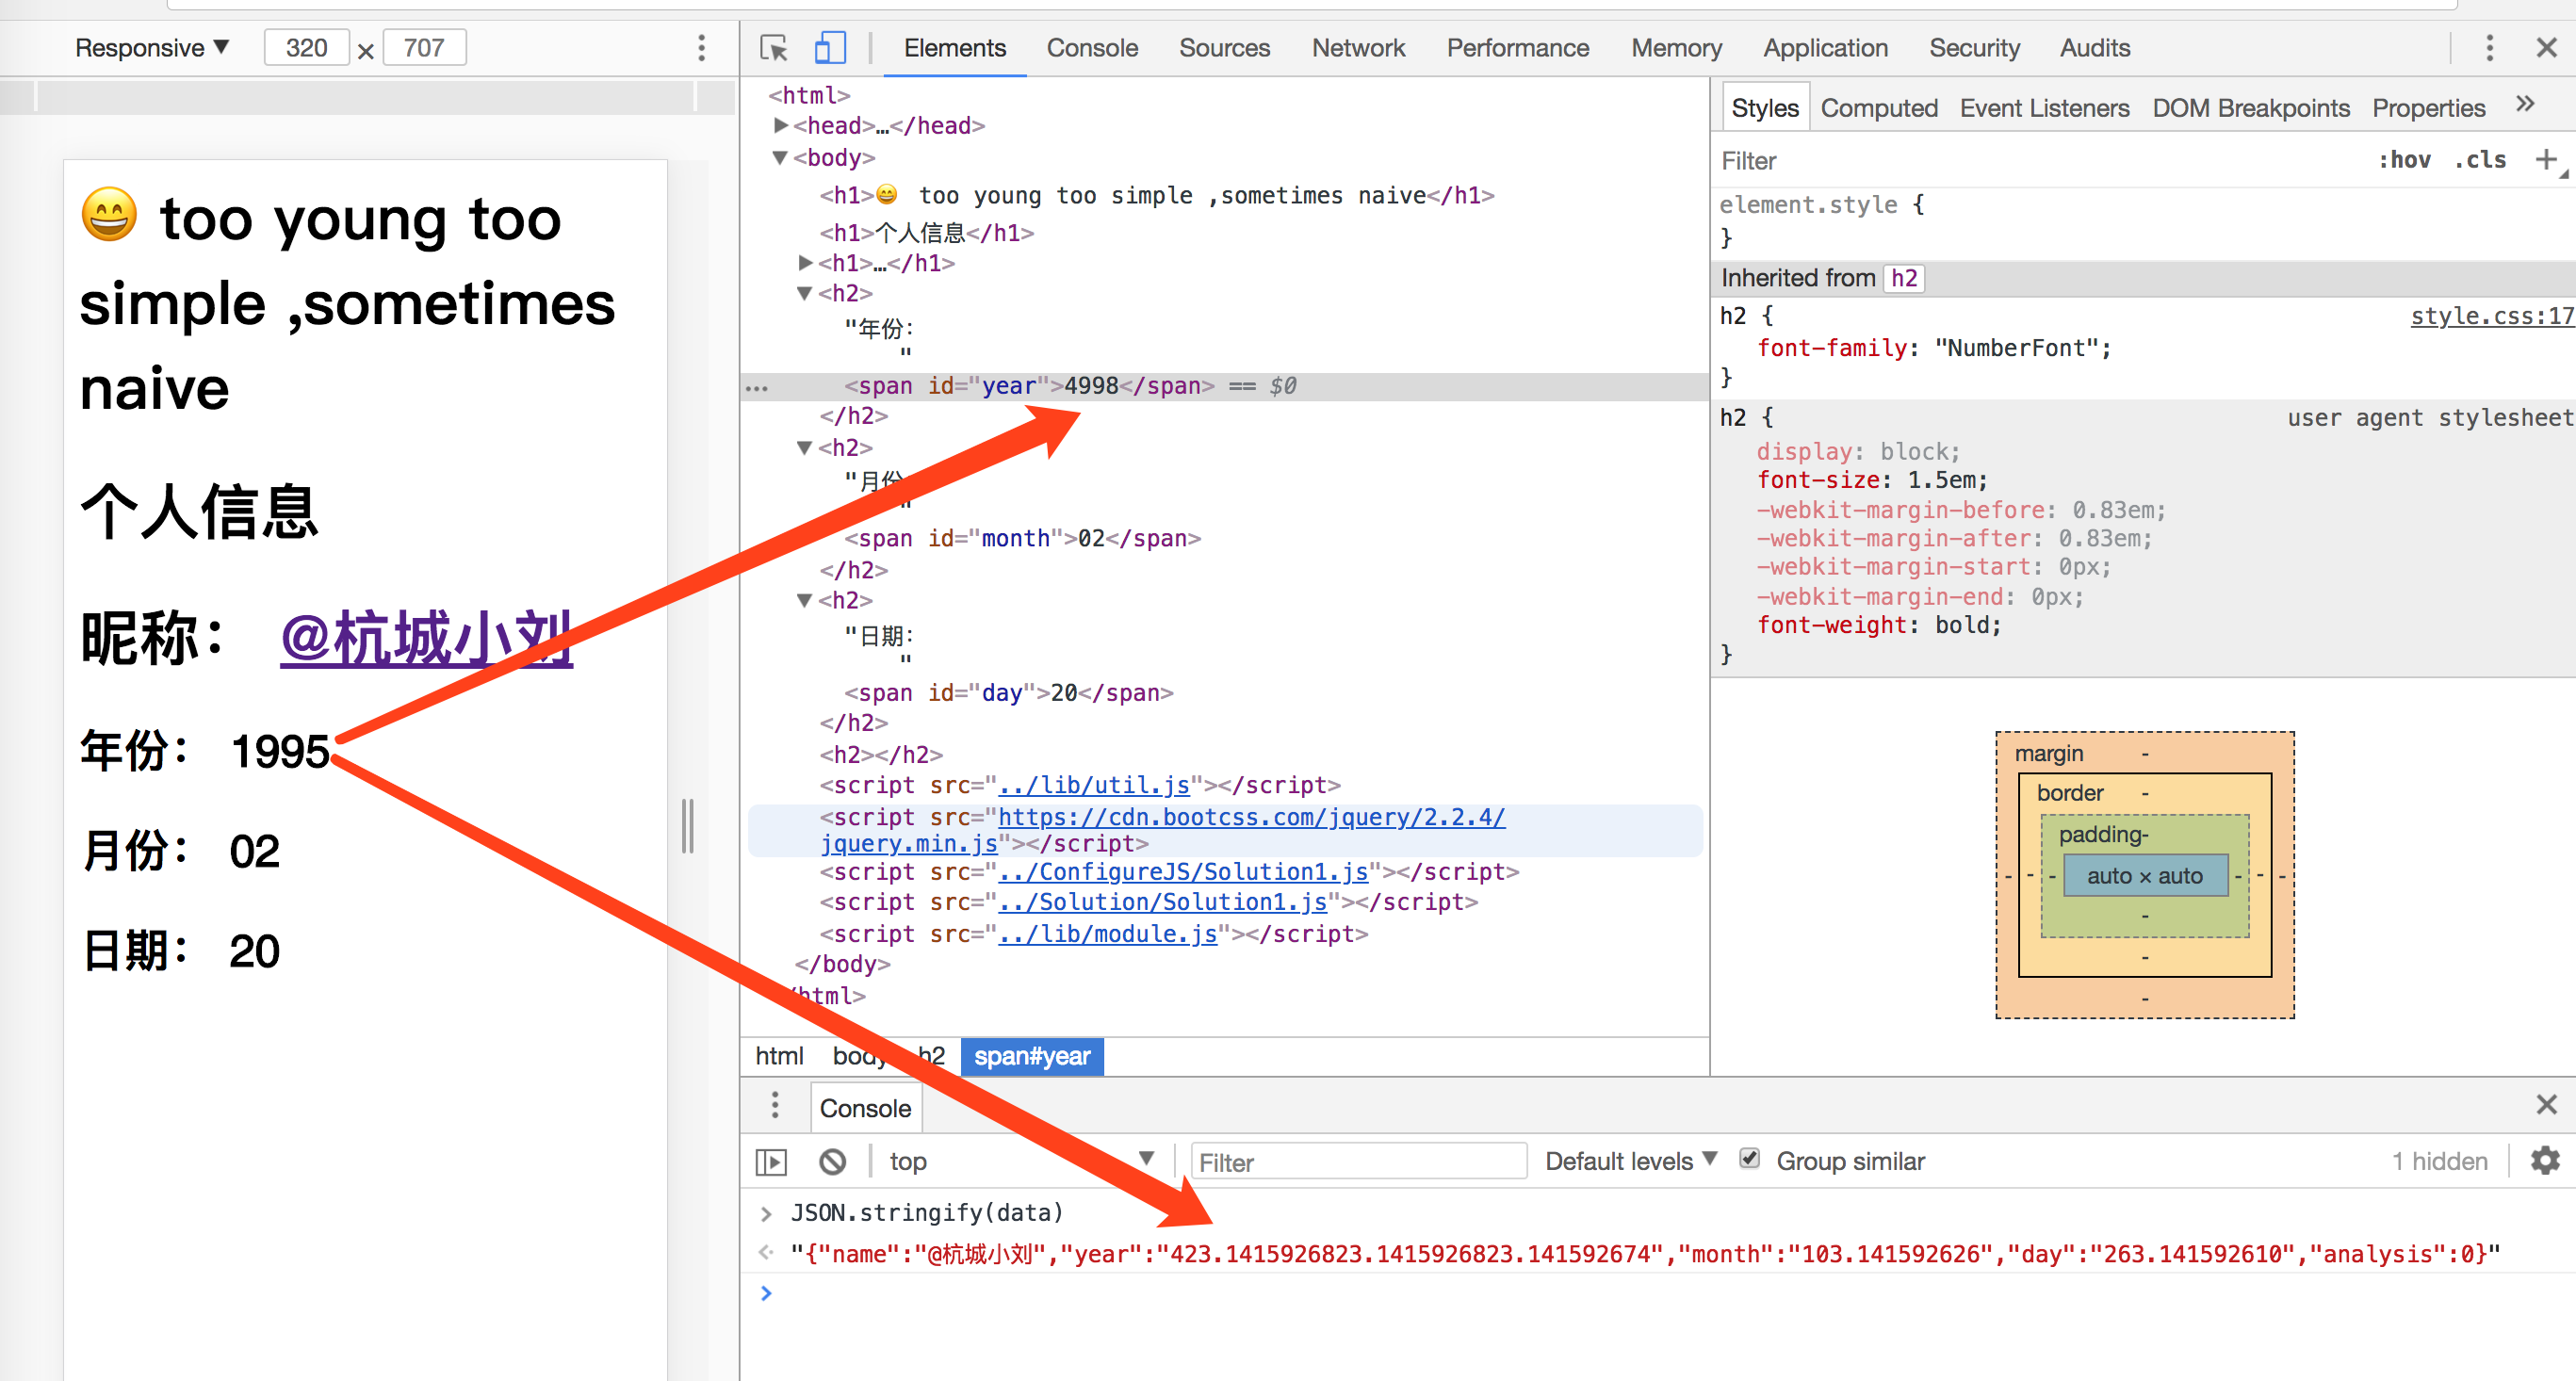 Responsive ▼ 320 × 707
😄 too young too
simple ,sometimes
naive
个人信息
昵称： @杭城小刘
年份： 1995
月份： 02
日期： 20
Elements Console Sources Network Performance Memory Application Security Audits
<html>
▶<head>…</head>
▼<body>
<h1>😄 too young too simple ,sometimes naive</h1>
<h1>个人信息</h1>
▶<h1>…</h1>
▼<h2>
"年份：
"
<span id="year">4998</span> == $0
</h2>
▼<h2>
"月份
"
<span id="month">02</span>
</h2>
▼<h2>
"日期：
"
<span id="day">20</span>
</h2>
<h2></h2>
<script src="../lib/util.js"></script>
<script src="https://cdn.bootcss.com/jquery/2.2.4/
jquery.min.js"></script>
<script src="../ConfigureJS/Solution1.js"></script>
<script src="../Solution/Solution1.js"></script>
<script src="../lib/module.js"></script>
</body>
/html>
html body h2 span#year
Styles Computed Event Listeners DOM Breakpoints Properties »
Filter :hov .cls +
element.style {
}
Inherited from h2
h2 { style.css:17
font-family: "NumberFont";
}
h2 { user agent stylesheet
display: block;
font-size: 1.5em;
-webkit-margin-before: 0.83em;
-webkit-margin-after: 0.83em;
-webkit-margin-start: 0px;
-webkit-margin-end: 0px;
font-weight: bold;
}
margin -
border -
padding-
- - - auto × auto - - -
-
-
-
Console
top ▼ Filter Default levels ▼ Group similar 1 hidden
> JSON.stringify(data)
"{"name":"@杭城小刘","year":"423.1415926823.1415926823.141592674","month":"103.141592626","day":"263.141592610","analysis":0}"
>